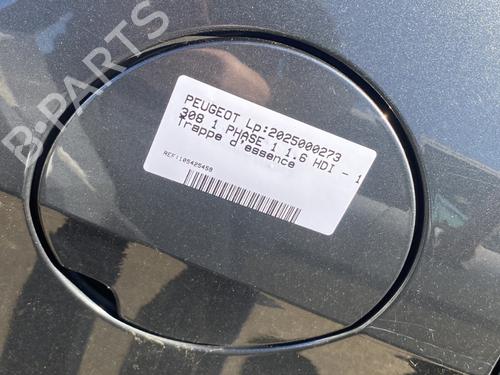 B-PARTS
PEUGEOT Lp:2025000273
308 1 PHASE 1 1.6 HDI - 1
Trappe d'essence
REF:105425458